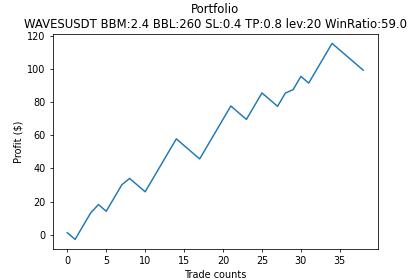 Portfolio
WAVESUSDT BBM:2.4 BBL:260 SL:0.4 TP:0.8 lev:20 WinRatio:59.0
120
100
80
60
40
20
0
Profit ($)
0 5 10 15 20 25 30 35
Trade counts